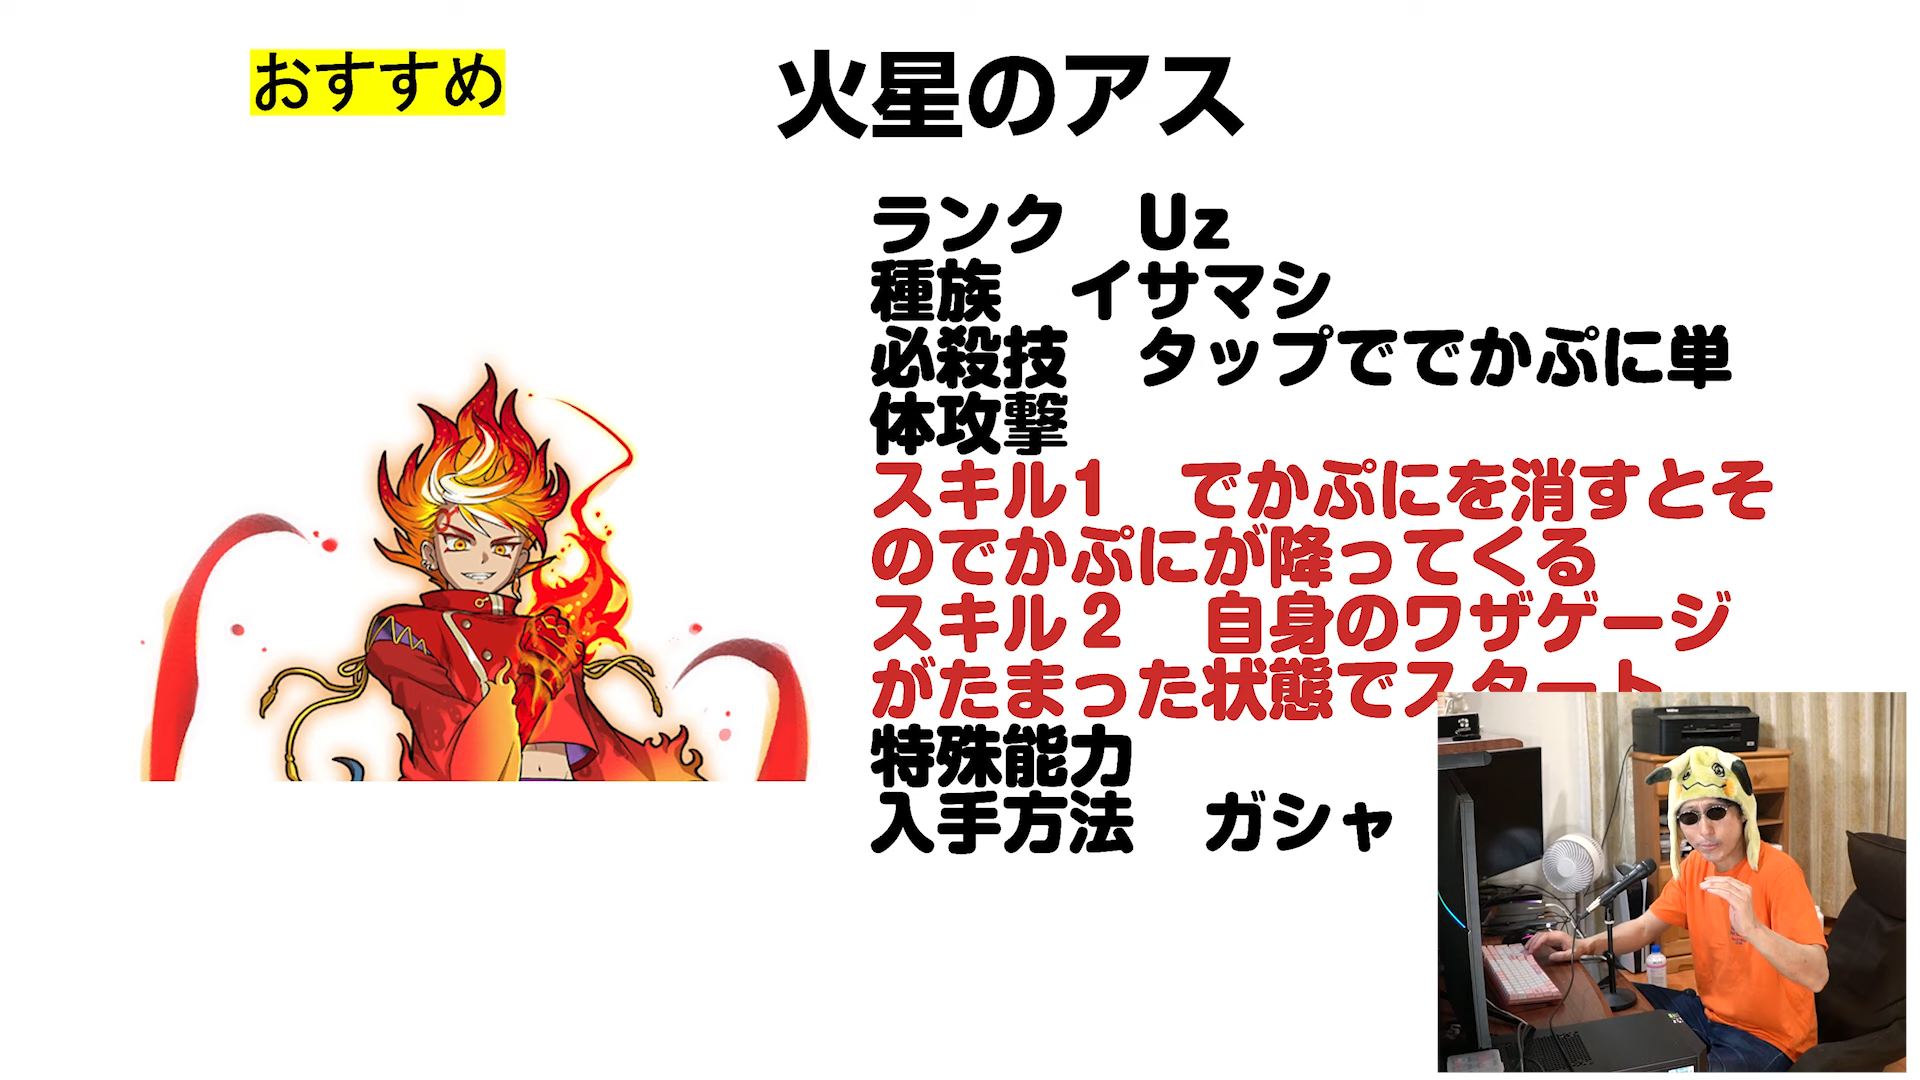 おすすめ
火星のアス
ランク　Uz
種族　イサマシ
必殺技　タップででかぷに単
体攻撃
スキル1　でかぷにを消すとそ
のでかぷにが降ってくる
スキル２　自身のワザゲージ
がたまった状態でスタート
特殊能力
入手方法　ガシャ